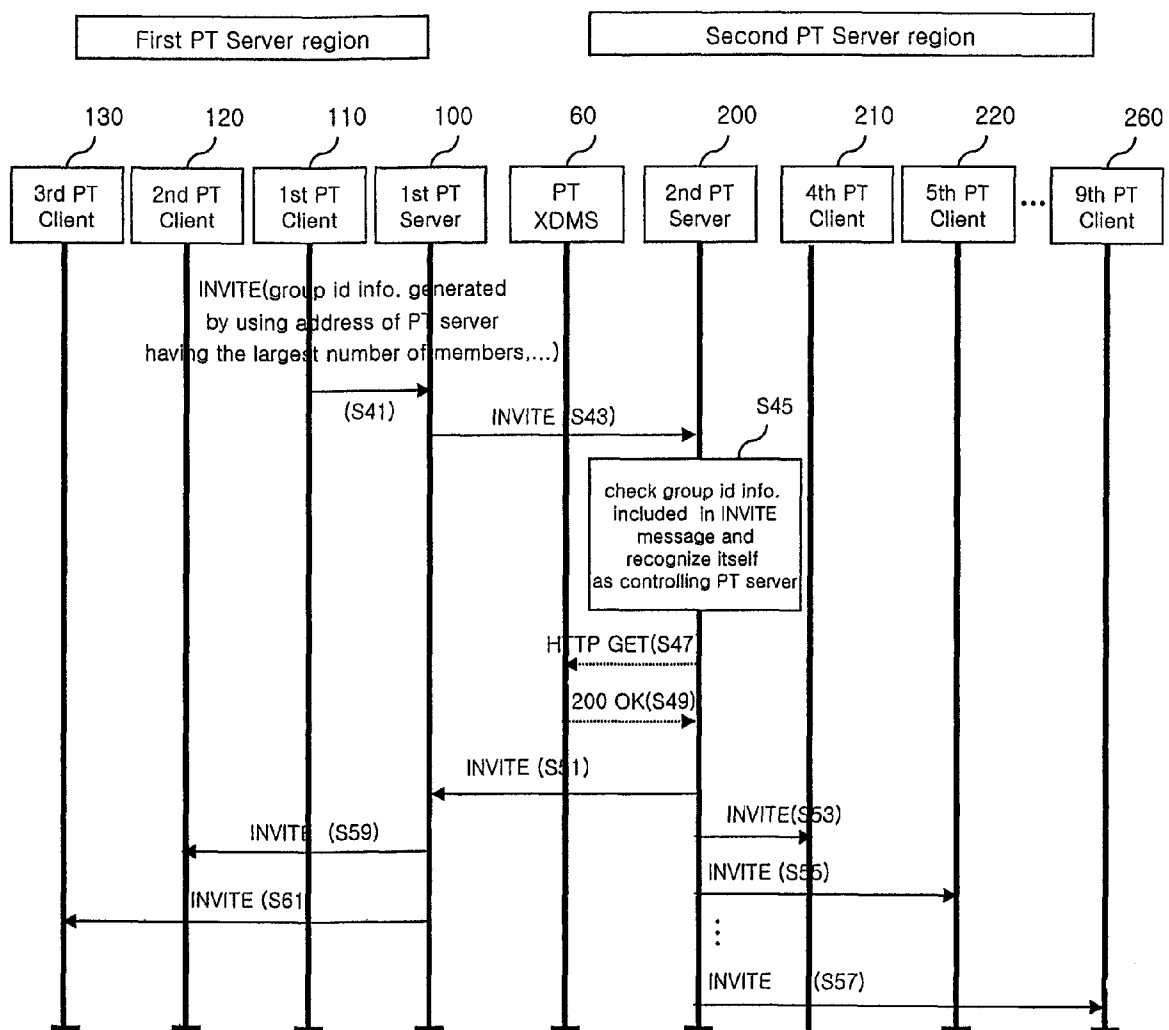 First PT Server region
Second PT Server region
130
120
110
100
60
200
210
220
260
3rd PT
Client
2nd PT
Client
1st PT
Client
1st PT
Server
PT
XDMS
2nd PT
Server
4th PT
Client
5th PT
Client
...
9th PT
Client
INVITE(group id info. generated
by using address of PT server
having the largest number of members,...)
(S41)
INVITE (S43)
S45
check group id info.
included in INVITE
message and
recognize itself
as controlling PT server
HTTP GET(S47)
200 OK(S49)
INVITE (S51)
INVITE(S53)
INVITE (S59)
INVITE (S55)
INVITE (S61)
INVITE (S57)